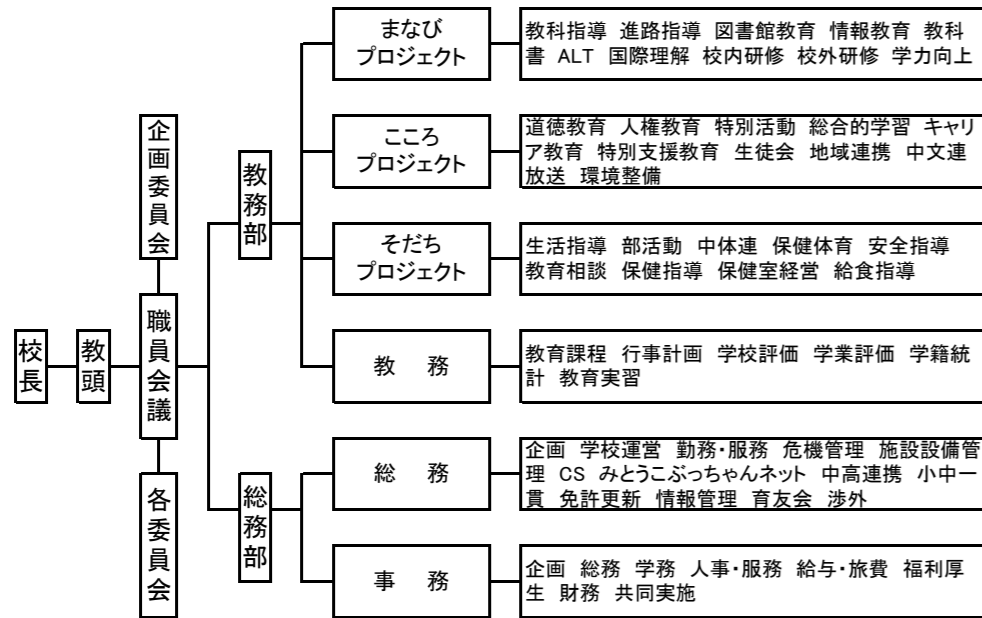 校長
教頭
企画委員会
職員会議
各委員会
教務部
総務部
まなび
プロジェクト
教科指導 進路指導 図書館教育 情報教育 教科
書 ALT 国際理解 校内研修 校外研修 学力向上
こころ
プロジェクト
道徳教育 人権教育 特別活動 総合的学習 キャリ
ア教育 特別支援教育 生徒会 地域連携 中文連
放送 環境整備
そだち
プロジェクト
生活指導 部活動 中体連 保健体育 安全指導
教育相談 保健指導 保健室経営 給食指導
教 務
教育課程 行事計画 学校評価 学業評価 学籍統
計 教育実習
総 務
企画 学校運営 勤務・服務 危機管理 施設設備管
理 CS みとうこぶっちゃんネット 中高連携 小中一
貫 免許更新 情報管理 育友会 渉外
事 務
企画 総務 学務 人事・服務 給与・旅費 福利厚
生 財務 共同実施